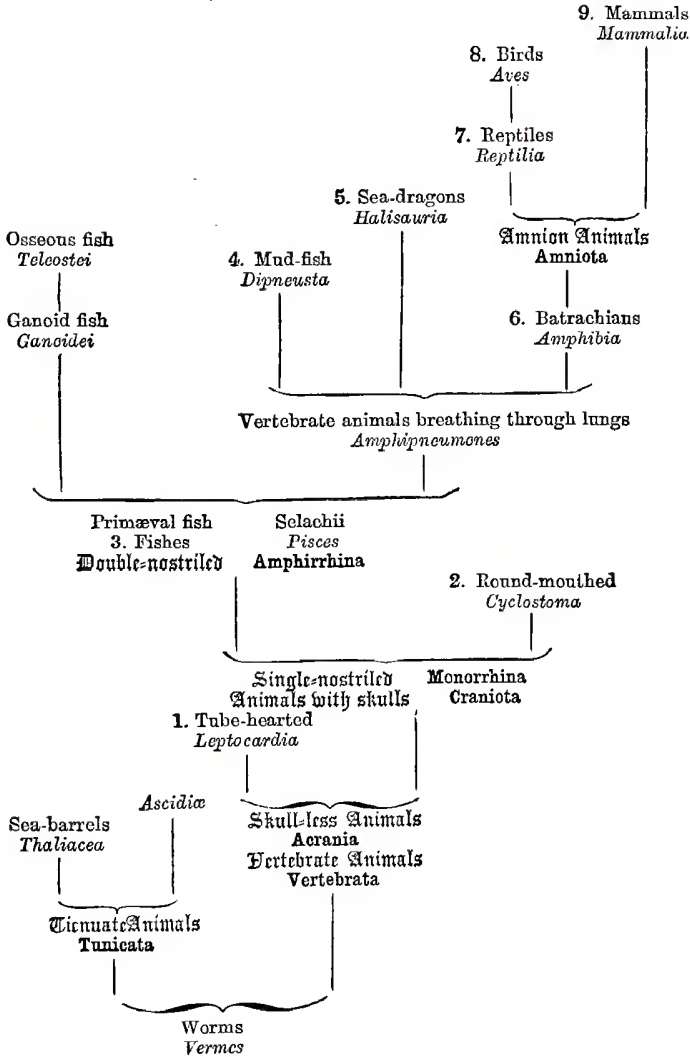 9. Mammals
Mammalia.
8. Birds
Aves
7. Reptiles
Reptilia
5. Sea-dragons
Halisauria
Amnion Animals
Amniota
Osseous fish
Teleostei
4. Mud-fish
Dipneusta
6. Batrachians
Amphibia
Ganoid fish
Ganoidei
Vertebrate animals breathing through lungs
Amphipneumones
Primæval fish Selachii
3. Fishes Pisces
Double-nostriled Amphirrhina
2. Round-mouthed
Cyclostoma
Single-nostriled Monorrhina
Animals with skulls Craniota
1. Tube-hearted
Leptocardia
Ascidiæ
Sea-barrels
Thaliacea
Skull-less Animals
Acrania
Vertebrate Animals
Vertebrata
Animals
Tunicata
Worms
Vermes